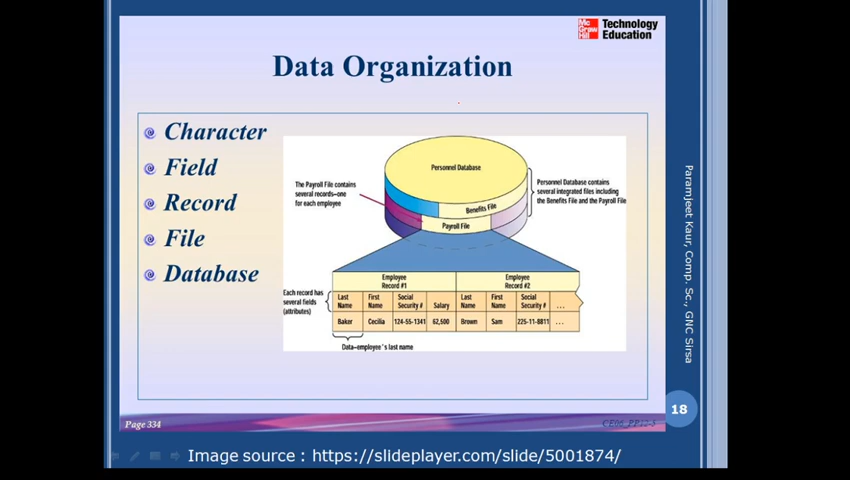 Mc Graw Hill
Technology
Education
Data Organization
Character
Field
Record
File
Database
Personnel Database
The Payroll File contains
several records–one
for each employee
Benefits File
Payroll File
Personnel Database contains
several integrated files including
the Benefits File and the Payroll File
Employee
Record #1
Employee
Record #2
Each record has
several fields
(attributes)
Last Name First Name Social Security # Salary Last Name First Name Social Security # ...
Baker Cecilia 124-55-1341 62,500 Brown Sam 225-11-8811 ...
Data–employee's last name
Paramjeet Kaur, Comp. Sc., GNC Sirsa
18
Page 334
Image source : https://slideplayer.com/slide/5001874/